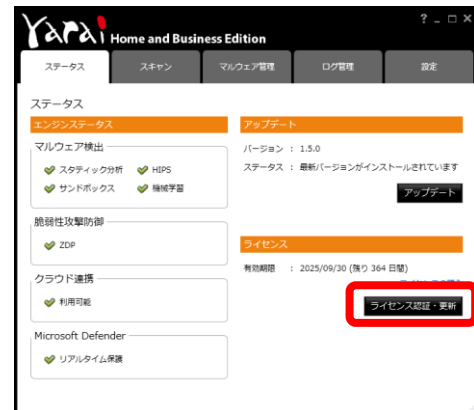 Yarai Home and Business Edition
? _ □ ×
ステータス スキャン マルウェア管理 ログ管理 設定
ステータス
エンジンステータス
マルウェア検出
スタティック分析 HIPS
サンドボックス 機械学習
脆弱性攻撃防御
ZDP
クラウド連携
利用可能
Microsoft Defender
リアルタイム保護
アップデート
バージョン : 1.5.0
ステータス : 最新バージョンがインストールされています
アップデート
ライセンス
有効期限 : 2025/09/30 (残り 364 日間)
ライセンス認証・更新